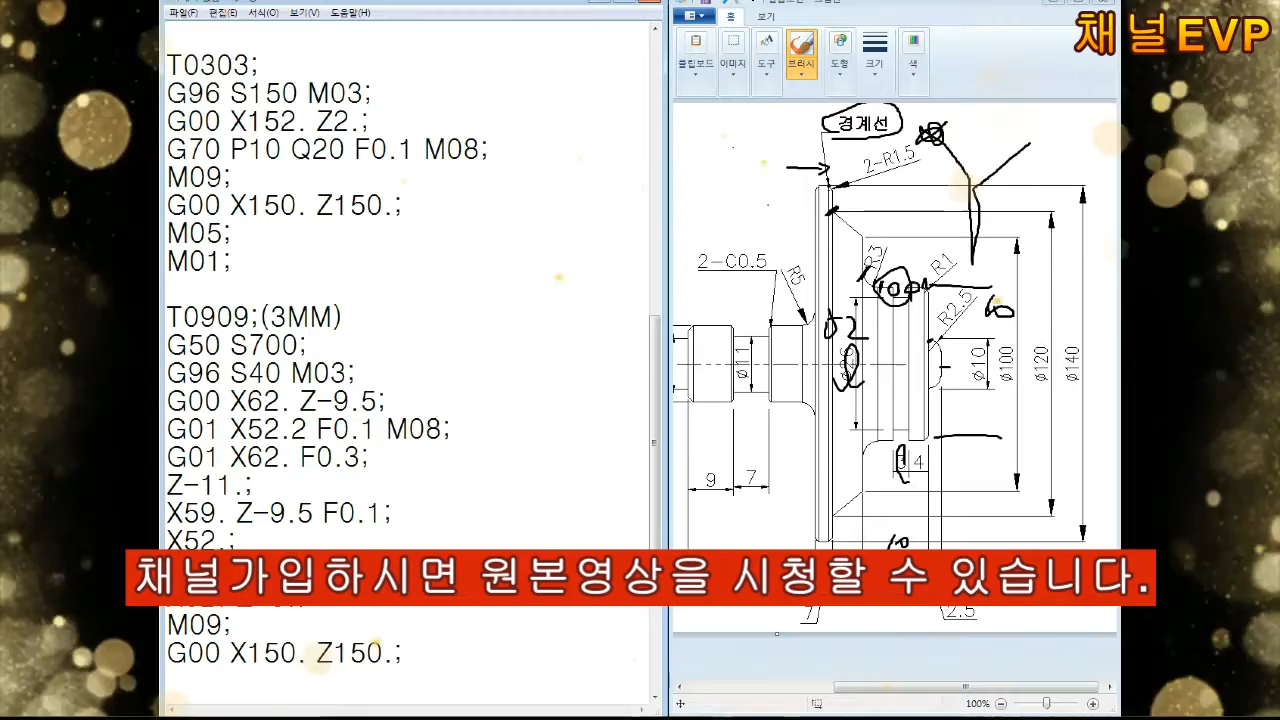 파일(F) 편집(E) 서식(O) 보기(V) 도움말(H)
T0303;
G96 S150 M03;
G00 X152. Z2.;
G70 P10 Q20 F0.1 M08;
M09;
G00 X150. Z150.;
M05;
M01;
T0909;(3MM)
G50 S700;
G96 S40 M03;
G00 X62. Z-9.5;
G01 X52.2 F0.1 M08;
G01 X62. F0.3;
Z-11.;
X59. Z-9.5 F0.1;
X52.;
M09;
G00 X150. Z150.;
채널EVP
홈 보기
클립보드 이미지 도구 브러시 도형 크기 색
경계선
2-R1.5
2-C0.5
R5
R3
R1
R2.5
10
60
52
ø11
ø10
ø100
ø120
ø140
9
7
4
10
7
2.5
채널가입하시면 원본영상을 시청할 수 있습니다.
100%